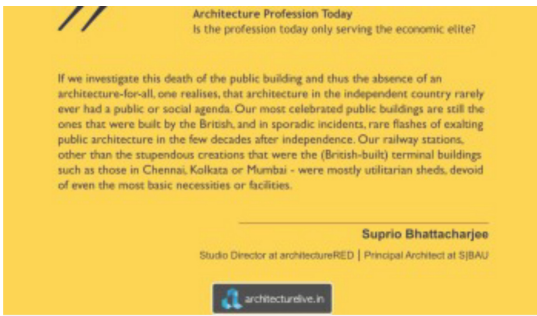 Architecture Profession Today
Is the profession today only serving the economic elite?
If we investigate this death of the public building and thus the absence of an
architecture-for-all, one realises, that architecture in the independent country rarely
ever had a public or social agenda. Our most celebrated public buildings are still the
ones that were built by the British, and in sporadic incidents, rare flashes of exalting
public architecture in the few decades after independence. Our railway stations,
other than the stupendous creations that were the (British-built) terminal buildings
such as those in Chennai, Kolkata or Mumbai - were mostly utilitarian sheds, devoid
of even the most basic necessities or facilities.
Suprio Bhattacharjee
Studio Director at architectureRED | Principal Architect at S|BAU
architecturelive.in